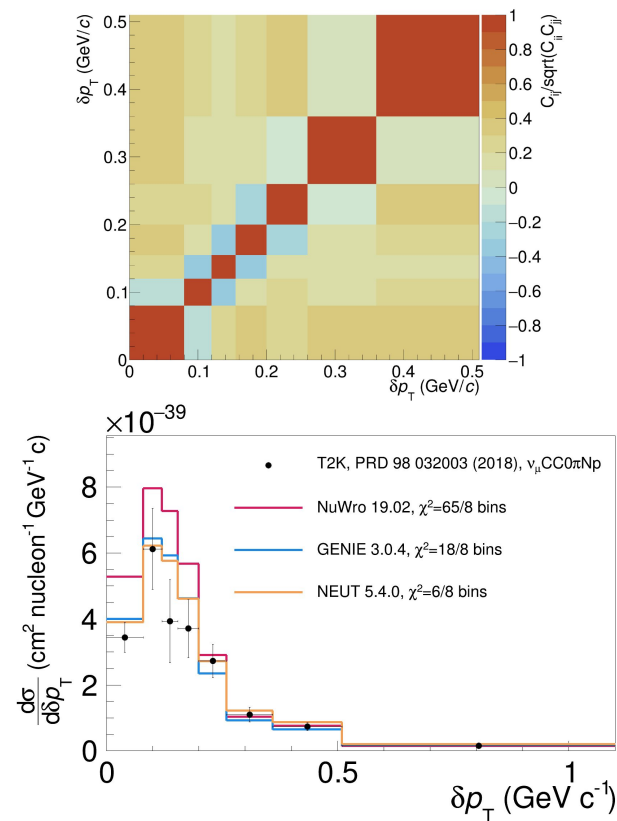 0.5
0.4
0.3
0.2
0.1
0
δp_T (GeV/c)
0 0.1 0.2 0.3 0.4 0.5
δp_T (GeV/c)
1
0.8
0.6
0.4
0.2
0
−0.2
−0.4
−0.6
−0.8
−1
C_ij/sqrt(C_ii C_jj)
×10⁻³⁹
8
6
4
2
0
dσ/dδp_T (cm² nucleon⁻¹ GeV⁻¹ c)
T2K, PRD 98 032003 (2018), ν_μCC0πNp
NuWro 19.02, χ²=65/8 bins
GENIE 3.0.4, χ²=18/8 bins
NEUT 5.4.0, χ²=6/8 bins
0 0.5 1
δp_T (GeV c⁻¹)